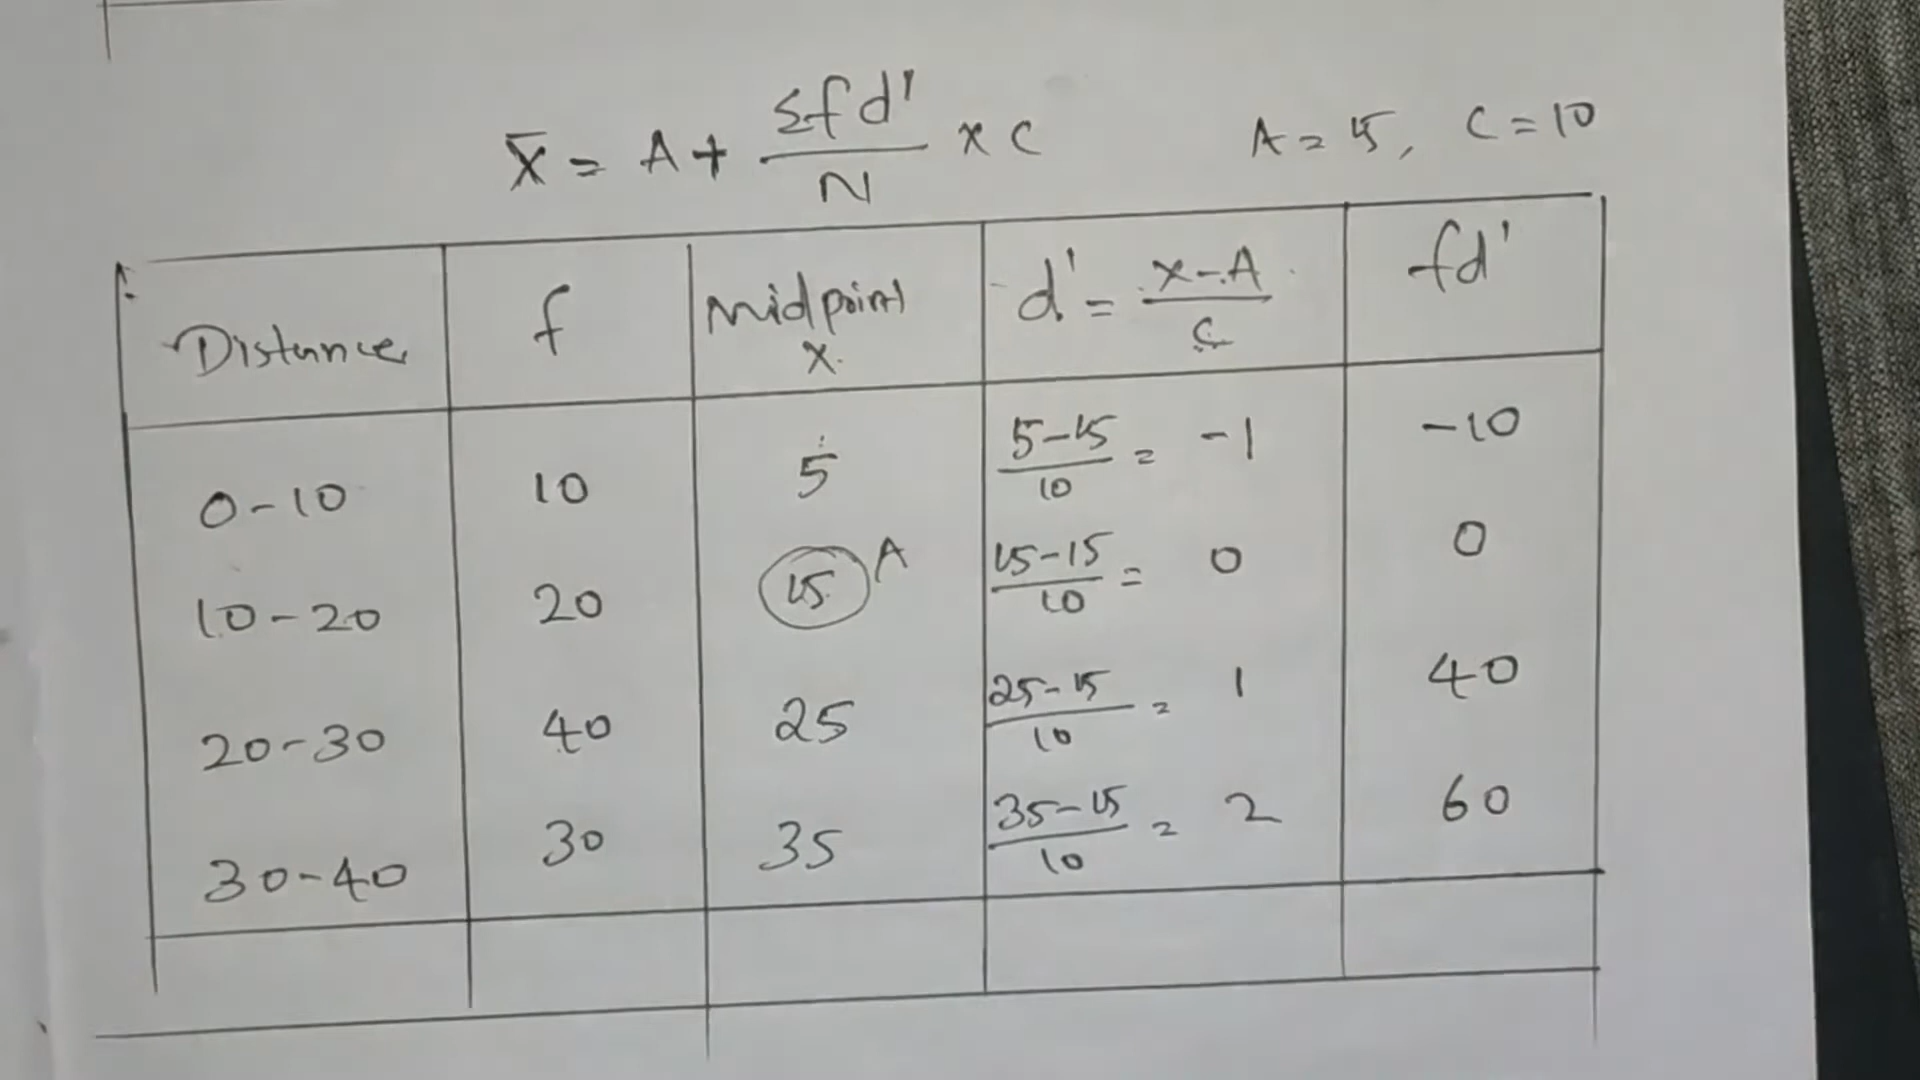 x̄ = A + Σfd' / N × C    A = 15, C = 10
Distance | f | Midpoint x | d' = x-A / c | fd'
0-10 | 10 | 5 | 5-15 / 10 = -1 | -10
10-20 | 20 | 15 A | 15-15 / 10 = 0 | 0
20-30 | 40 | 25 | 25-15 / 10 = 1 | 40
30-40 | 30 | 35 | 35-15 / 10 = 2 | 60